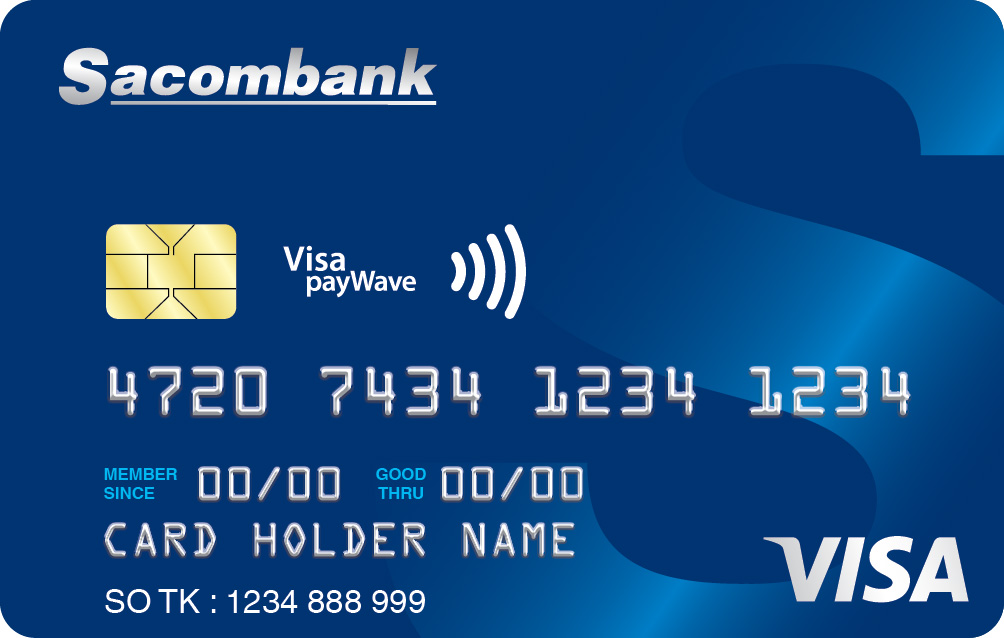 Sacombank
Visa
payWave
4720 7434 1234 1234
MEMBER SINCE 00/00 GOOD THRU 00/00
CARD HOLDER NAME
SO TK : 1234 888 999
VISA